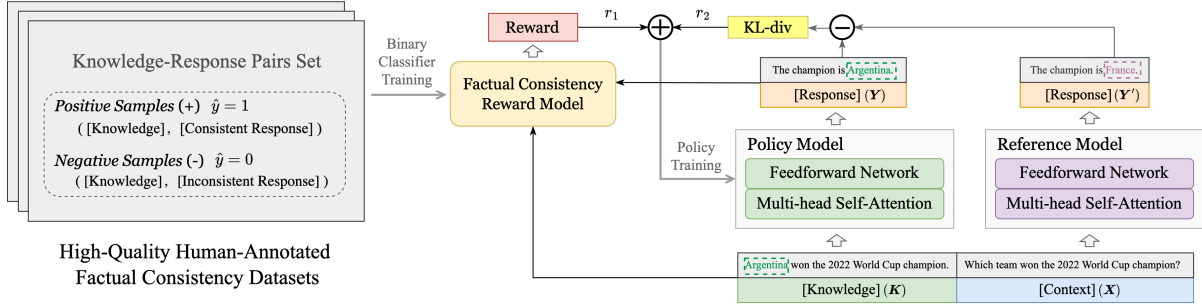 Knowledge-Response Pairs Set
Positive Samples (+) ŷ = 1
( [Knowledge], [Consistent Response] )
Negative Samples (-) ŷ = 0
( [Knowledge], [Inconsistent Response] )
High-Quality Human-Annotated
Factual Consistency Datasets
Binary
Classifier
Training
Reward
r₁
r₂
KL-div
Factual Consistency
Reward Model
Policy
Training
The champion is Argentina.
[Response] (Y)
Policy Model
Feedforward Network
Multi-head Self-Attention
The champion is France.
[Response] (Y′)
Reference Model
Feedforward Network
Multi-head Self-Attention
Argentina won the 2022 World Cup champion.
[Knowledge] (K)
Which team won the 2022 World Cup champion?
[Context] (X)